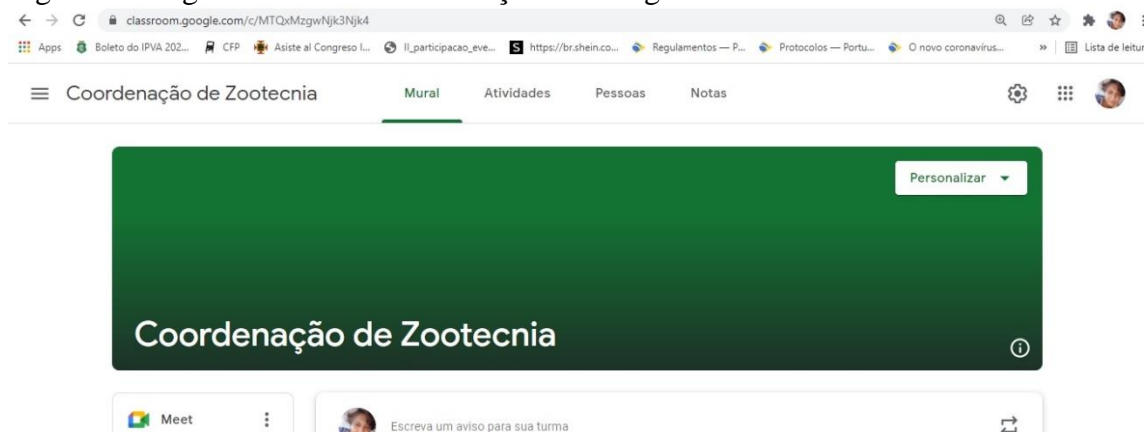 classroom.google.com/c/MTQxMzgwNjk3Njk4
Apps Boleto do IPVA 202... CFP Asiste al Congreso I... II_participacao_eve... S https://br.shein.co... Regulamentos — P... Protocolos — Portu... O novo coronavírus... » Lista de leitur
Coordenação de Zootecnia Mural Atividades Pessoas Notas
Personalizar
Coordenação de Zootecnia
Meet
Escreva um aviso para sua turma